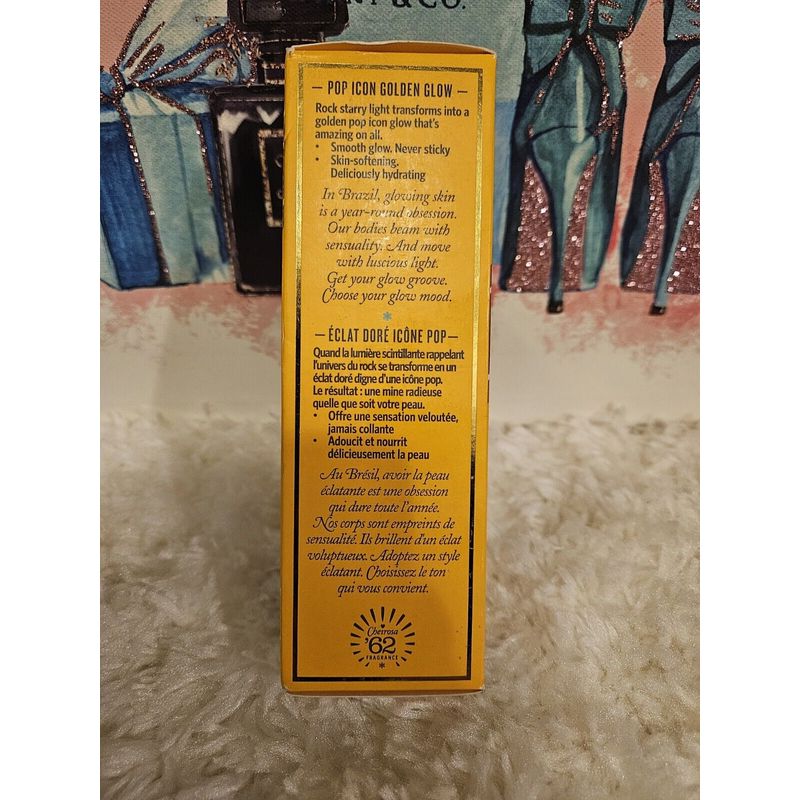 & CO.
— POP ICON GOLDEN GLOW —
Rock starry light transforms into a
golden pop icon glow that's
amazing on all.
• Smooth glow. Never sticky
• Skin-softening.
Deliciously hydrating
In Brazil, glowing skin
is a year-round obsession.
Our bodies beam with
sensuality. And move
with luscious light.
Get your glow groove.
Choose your glow mood.
— ÉCLAT DORÉ ICÔNE POP —
Quand la lumière scintillante rappelant
l'univers du rock se transforme en un
éclat doré digne d'une icône pop.
Le résultat : une mine radieuse
quelle que soit votre peau.
• Offre une sensation veloutée,
jamais collante
• Adoucit et nourrit
délicieusement la peau
Au Brésil, avoir la peau
éclatante est une obsession
qui dure toute l'année.
Nos corps sont empreints de
sensualité. Ils brillent d'un éclat
voluptueux. Adoptez un style
éclatant. Choisissez le ton
qui vous convient.
Cheirosa
'62
FRAGRANCE